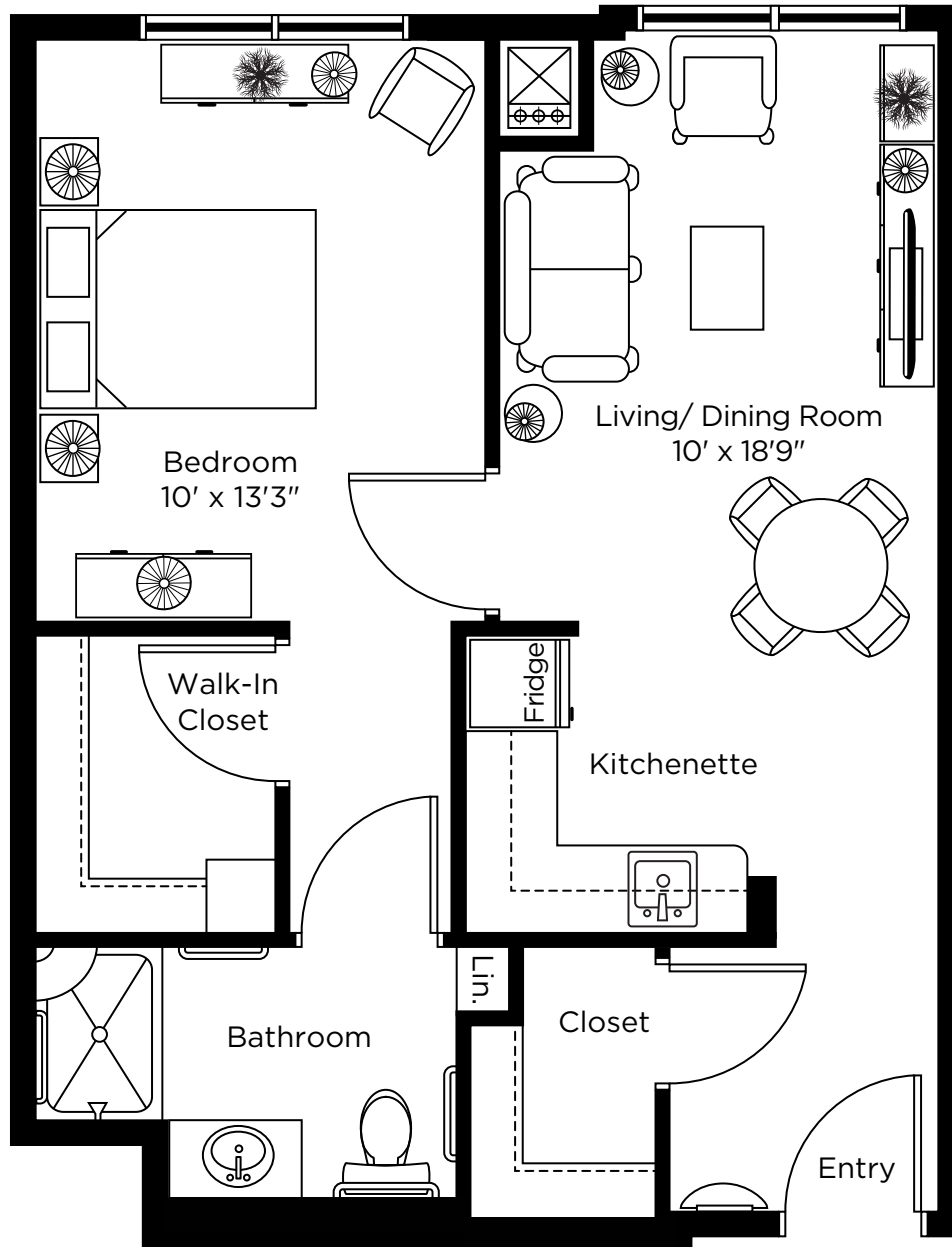 Living/ Dining Room
10' x 18'9"
Bedroom
10' x 13'3"
Fridge
Walk-In
Closet
Kitchenette
Lin.
Closet
Bathroom
Entry